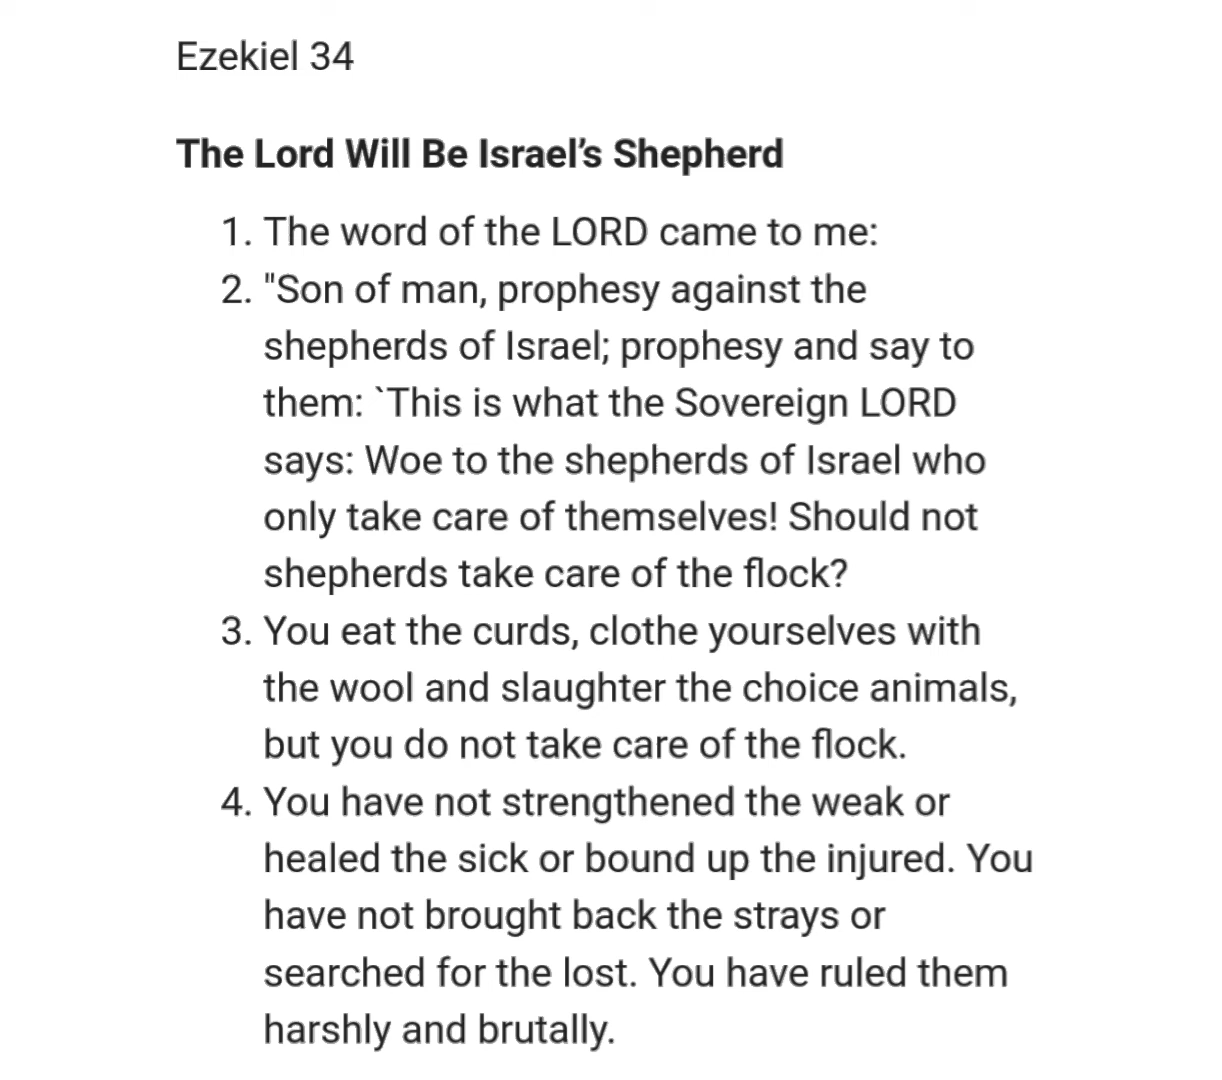 Ezekiel 34
The Lord Will Be Israel’s Shepherd
1. The word of the LORD came to me:
2. "Son of man, prophesy against the
shepherds of Israel; prophesy and say to
them: `This is what the Sovereign LORD
says: Woe to the shepherds of Israel who
only take care of themselves! Should not
shepherds take care of the flock?
3. You eat the curds, clothe yourselves with
the wool and slaughter the choice animals,
but you do not take care of the flock.
4. You have not strengthened the weak or
healed the sick or bound up the injured. You
have not brought back the strays or
searched for the lost. You have ruled them
harshly and brutally.